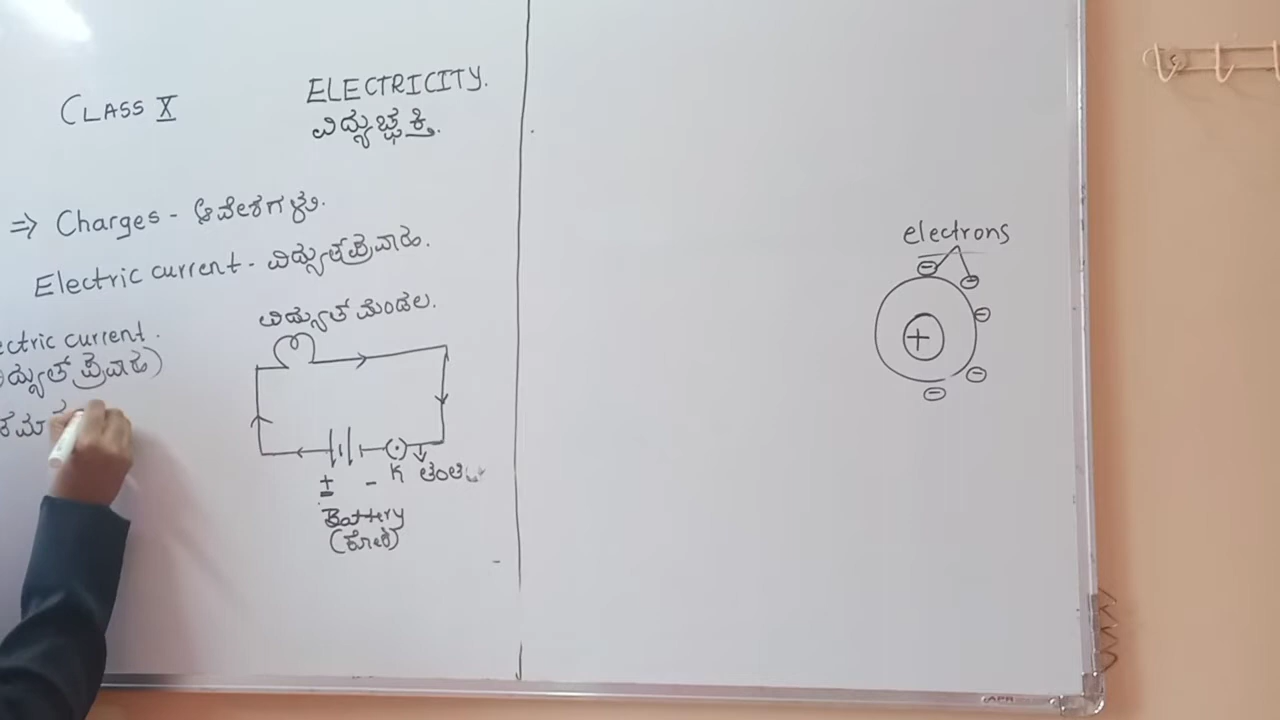 CLASS X
ELECTRICITY.
ವಿದ್ಯುಚ್ಛಕ್ತಿ.
⇒ Charges - ಆವೇಶಗಳು.
Electric current - ವಿದ್ಯುತ್ಪ್ರವಾಹ.
ectric current.
ದ್ಯುತ್ ಪ್ರವಾಹ)
ವಿದ್ಯುತ್ ಮಂಡಲ.
+ - K
Battery
(ಕೋಶ)
electrons
- - - - -
+